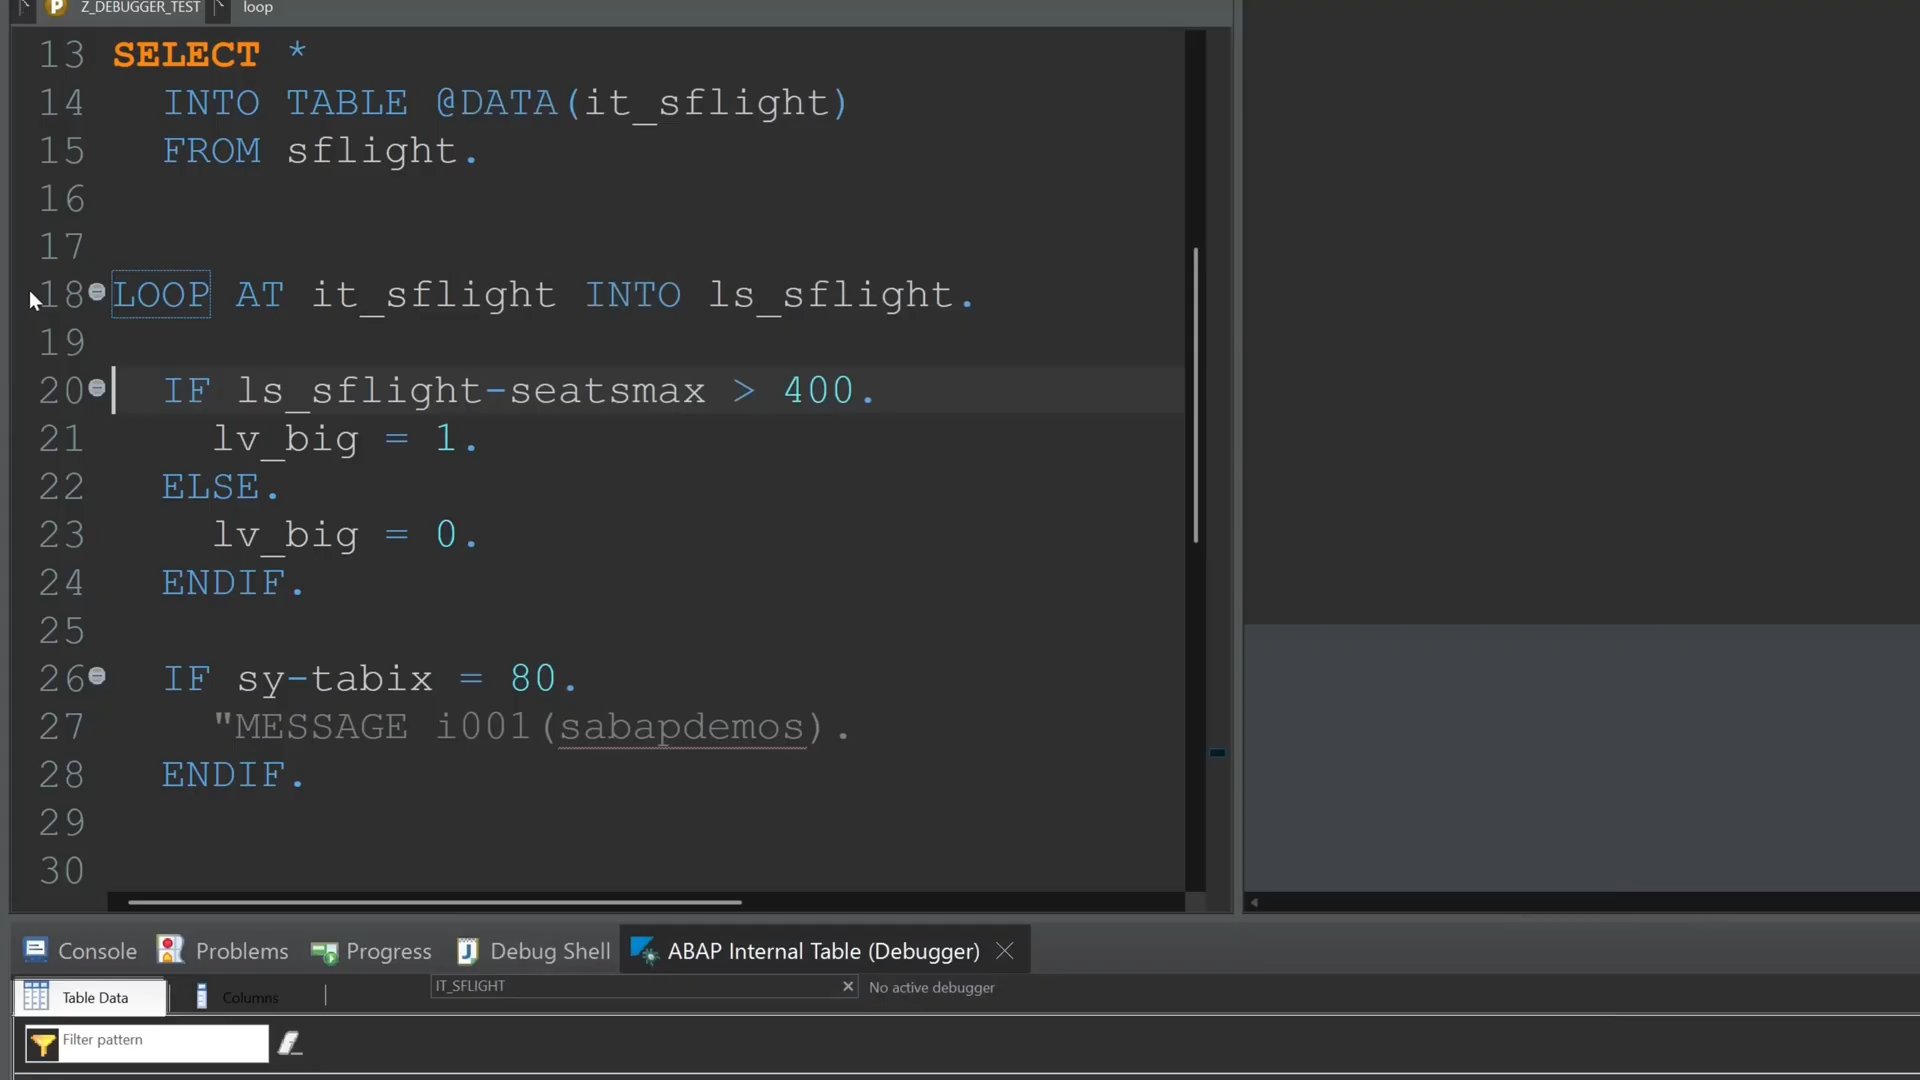 P Z_DEBUGGER_TEST loop
13 SELECT *
14 INTO TABLE @DATA(it_sflight)
15 FROM sflight.
16
17
18 LOOP AT it_sflight INTO ls_sflight.
19
20 IF ls_sflight-seatsmax > 400.
21 lv_big = 1.
22 ELSE.
23 lv_big = 0.
24 ENDIF.
25
26 IF sy-tabix = 80.
27 "MESSAGE i001(sabapdemos).
28 ENDIF.
29
30
Console Problems Progress Debug Shell ABAP Internal Table (Debugger)
Table Data Columns IT_SFLIGHT No active debugger
Filter pattern